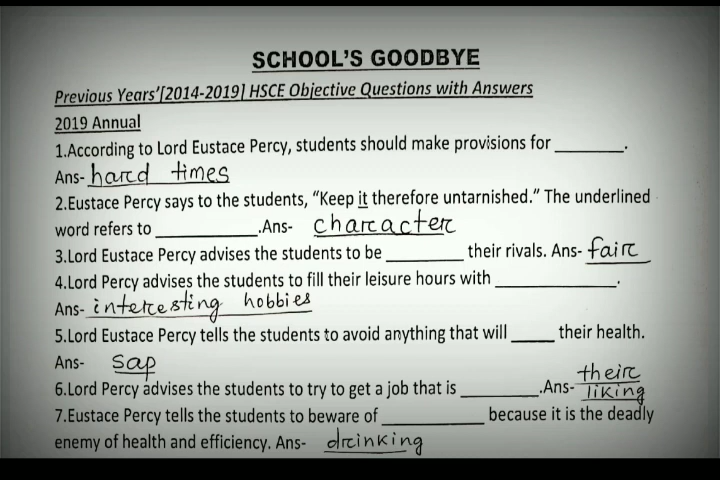 SCHOOL'S GOODBYE
Previous Years'[2014-2019] HSCE Objective Questions with Answers
2019 Annual
1.According to Lord Eustace Percy, students should make provisions for ________.
Ans- hard times
2.Eustace Percy says to the students, "Keep it therefore untarnished." The underlined
word refers to ___________.Ans- character
3.Lord Eustace Percy advises the students to be ________ their rivals. Ans- fair
4.Lord Percy advises the students to fill their leisure hours with _____________.
Ans- interesting hobbies
5.Lord Eustace Percy tells the students to avoid anything that will _____ their health.
Ans- sap
6.Lord Percy advises the students to try to get a job that is _________.Ans- their liking
7.Eustace Percy tells the students to beware of ___________ because it is the deadly
enemy of health and efficiency. Ans- drinking